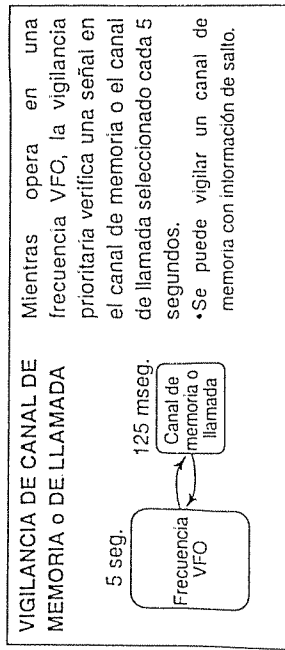 VIGILANCIA DE CANAL DE
MEMORIA o DE LLAMADA
5 seg.
125 mseg.
Frecuencia
VFO
Canal de
memoria o
llamada
Mientras opera en una
frecuencia VFO, la vigilancia
prioritaria verifica una señal en
el canal de memoria o el canal
de llamada seleccionado cada 5
segundos.
•Se puede vigilar un canal de
memoria con información de salto.